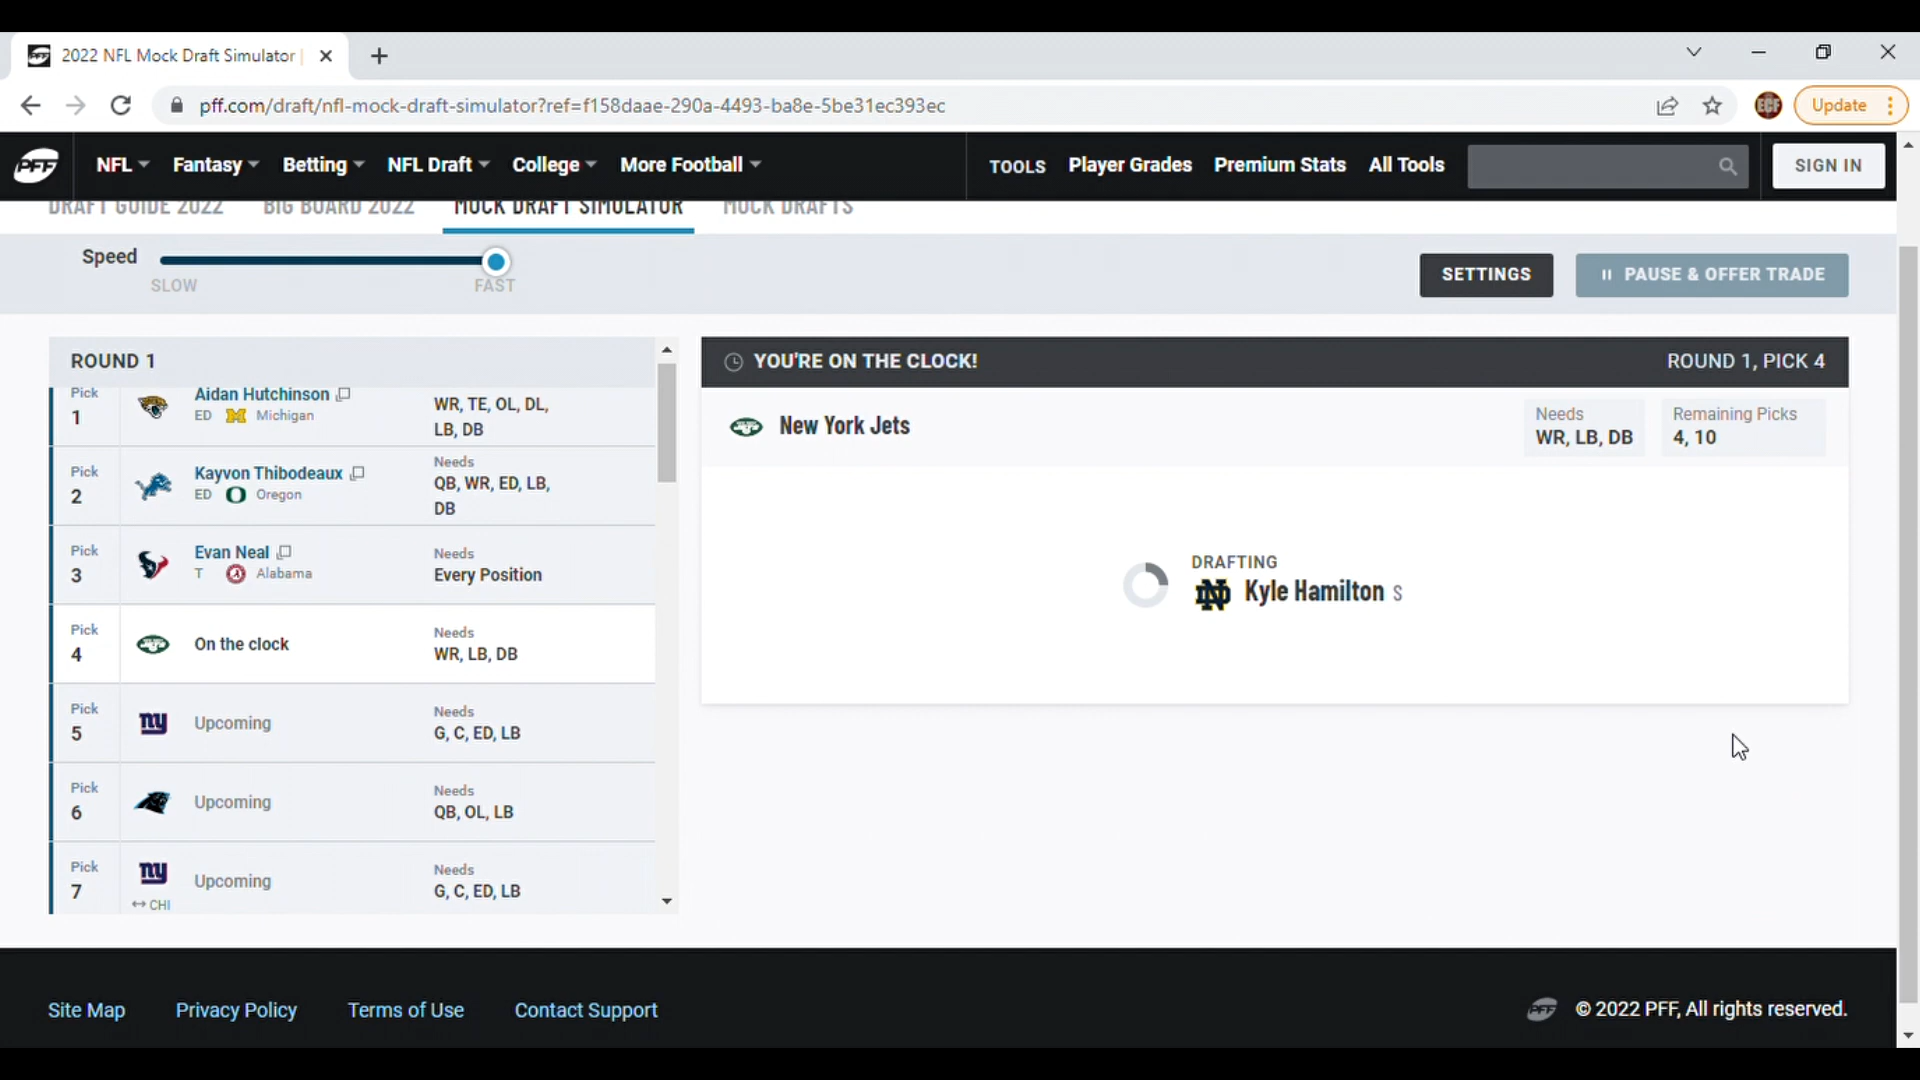 2022 NFL Mock Draft Simulator |
pff.com/draft/nfl-mock-draft-simulator?ref=f158daae-290a-4493-ba8e-5be31ec393ec
ECF
Update
PFF
NFL
Fantasy
Betting
NFL Draft
College
More Football
TOOLS
Player Grades
Premium Stats
All Tools
SIGN IN
DRAFT GUIDE 2022
BIG BOARD 2022
MOCK DRAFT SIMULATOR
MOCK DRAFTS
Speed
SLOW
FAST
SETTINGS
PAUSE & OFFER TRADE
ROUND 1
Pick
1
Aidan Hutchinson
ED Michigan
WR, TE, OL, DL,
LB, DB
Pick
2
Kayvon Thibodeaux
ED Oregon
Needs
QB, WR, ED, LB,
DB
Pick
3
Evan Neal
T Alabama
Needs
Every Position
Pick
4
On the clock
Needs
WR, LB, DB
Pick
5
ny
Upcoming
Needs
G, C, ED, LB
Pick
6
Upcoming
Needs
QB, OL, LB
Pick
7
ny
↔ CHI
Upcoming
Needs
G, C, ED, LB
YOU'RE ON THE CLOCK!
ROUND 1, PICK 4
New York Jets
Needs
WR, LB, DB
Remaining Picks
4, 10
DRAFTING
Kyle Hamilton S
Site Map
Privacy Policy
Terms of Use
Contact Support
PFF
© 2022 PFF, All rights reserved.